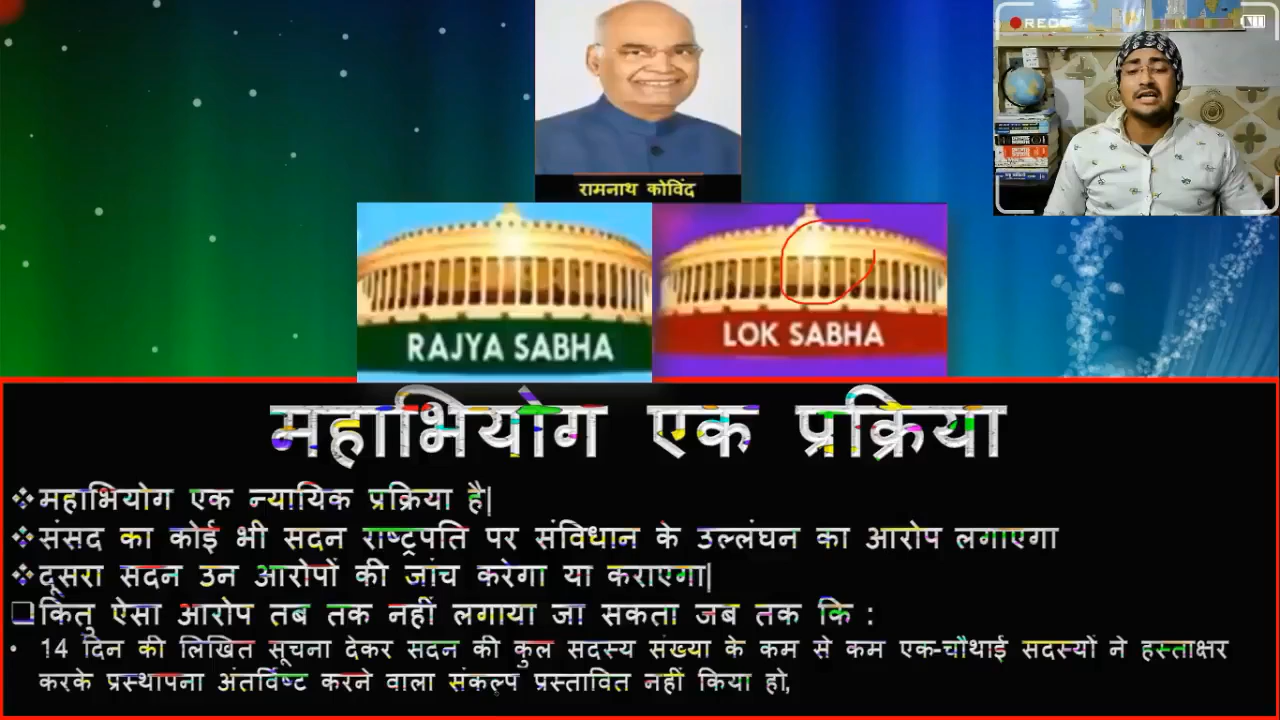 REC
रामनाथ कोविंद
RAJYA SABHA
LOK SABHA
महाभियोग एक प्रक्रिया
❖महाभियोग एक न्यायिक प्रक्रिया है|
❖संसद का कोई भी सदन राष्ट्रपति पर संविधान के उल्लंघन का आरोप लगाएगा
❖दूसरा सदन उन आरोपों की जांच करेगा या कराएगा|
❑किंतु ऐसा आरोप तब तक नहीं लगाया जा सकता जब तक कि :
• 14 दिन की लिखित सूचना देकर सदन की कुल सदस्य संख्या के कम से कम एक-चौथाई सदस्यों ने हस्ताक्षर
करके प्रस्थापना अंतर्विष्ट करने वाला संकल्प प्रस्तावित नहीं किया हो,